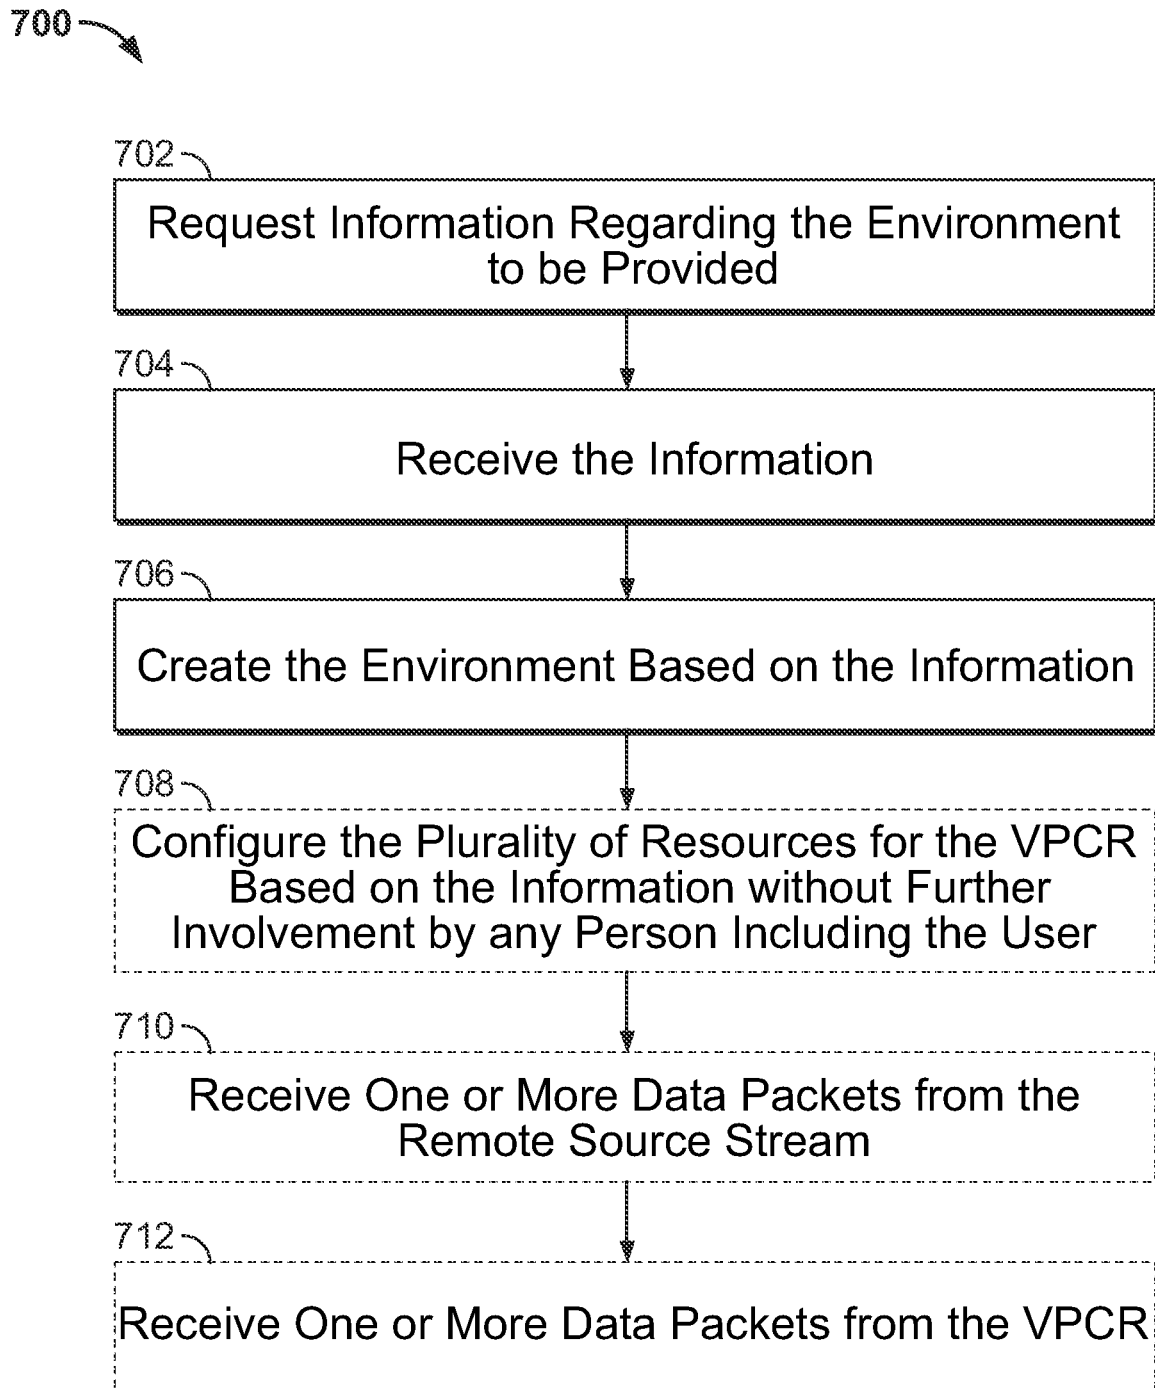 700
702
Request Information Regarding the Environment
to be Provided
704
Receive the Information
706
Create the Environment Based on the Information
708
Configure the Plurality of Resources for the VPCR
Based on the Information without Further
Involvement by any Person Including the User
710
Receive One or More Data Packets from the
Remote Source Stream
712
Receive One or More Data Packets from the VPCR